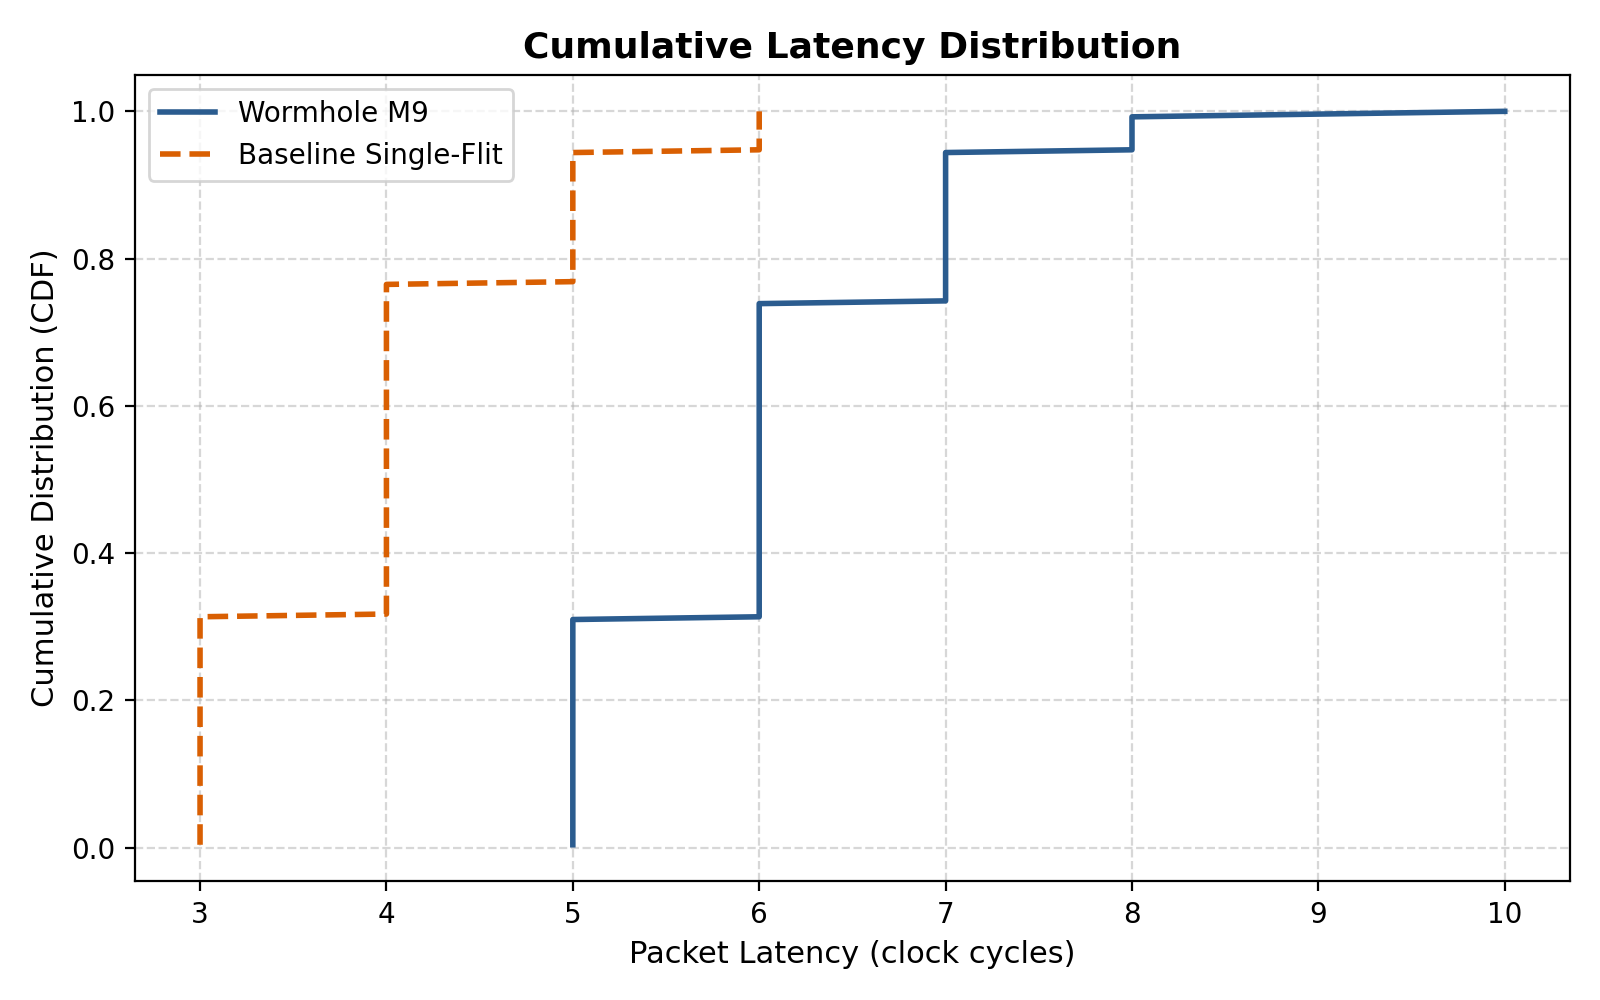 Cumulative Latency Distribution
Wormhole M9
Baseline Single-Flit
Cumulative Distribution (CDF)
1.0
0.8
0.6
0.4
0.2
0.0
3 4 5 6 7 8 9 10
Packet Latency (clock cycles)